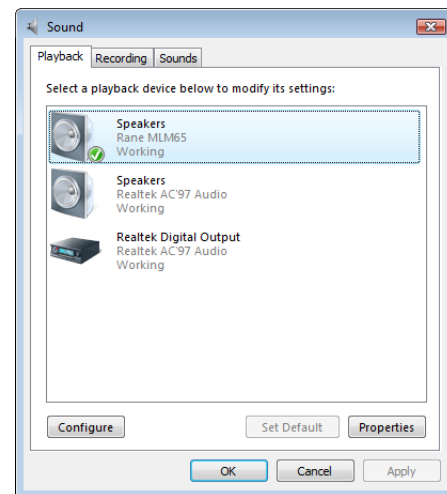 Sound
Playback Recording Sounds
Select a playback device below to modify its settings:
Speakers
Rane MLM65
Working
Speakers
Realtek AC'97 Audio
Working
Realtek Digital Output
Realtek AC'97 Audio
Working
Configure Set Default Properties
OK Cancel Apply